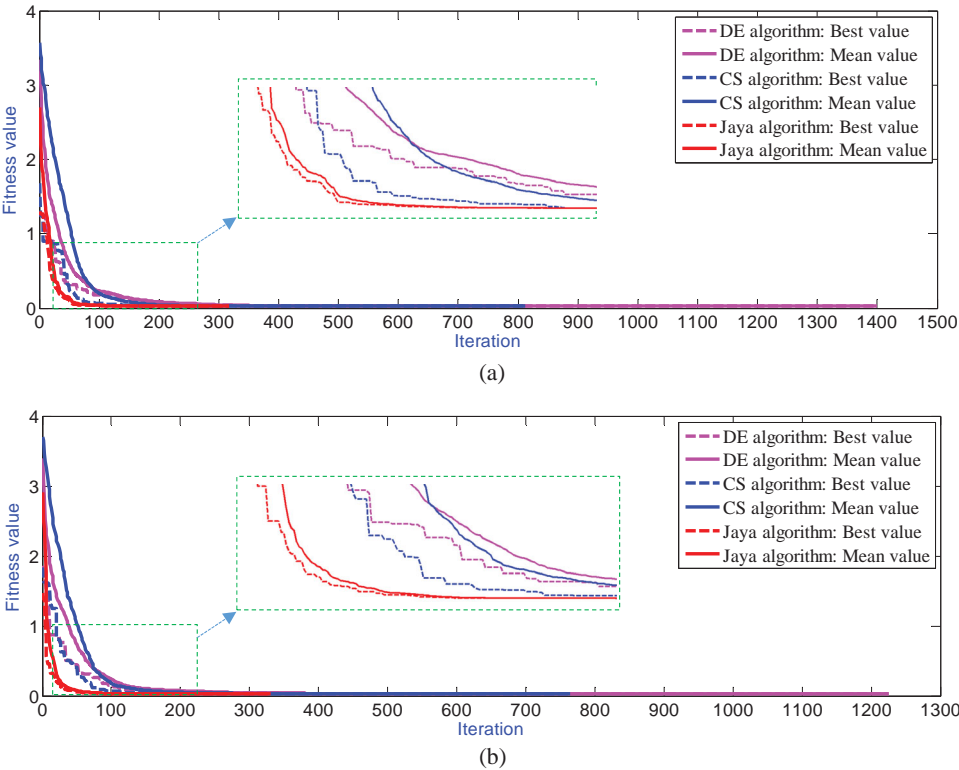 4
3
2
1
0
Fitness value
DE algorithm: Best value
DE algorithm: Mean value
CS algorithm: Best value
CS algorithm: Mean value
Jaya algorithm: Best value
Jaya algorithm: Mean value
0 100 200 300 400 500 600 700 800 900 1000 1100 1200 1300 1400 1500
Iteration
(a)
4
3
2
1
0
Fitness value
DE algorithm: Best value
DE algorithm: Mean value
CS algorithm: Best value
CS algorithm: Mean value
Jaya algorithm: Best value
Jaya algorithm: Mean value
0 100 200 300 400 500 600 700 800 900 1000 1100 1200 1300
Iteration
(b)